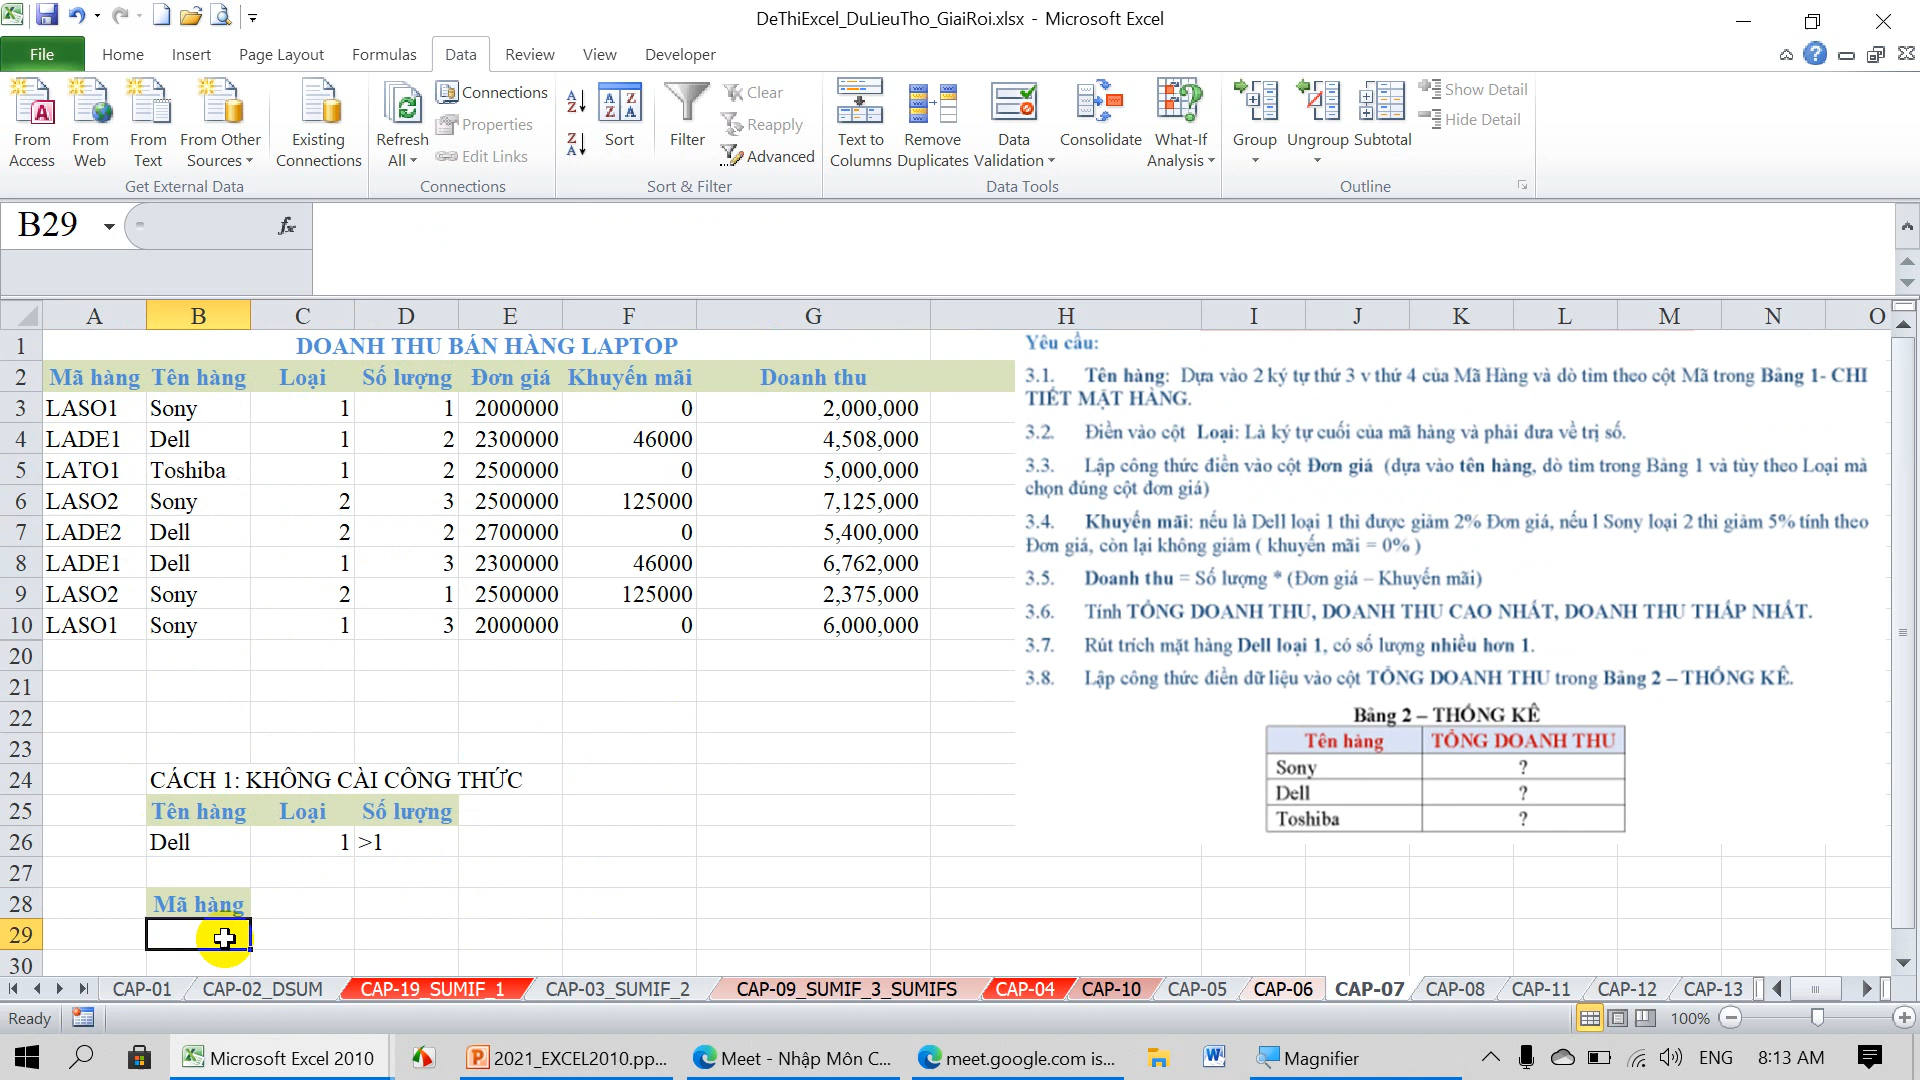 DeThiExcel_DuLieuTho_GiaiRoi.xlsx - Microsoft Excel
File Home Insert Page Layout Formulas Data Review View Developer
From Access
From Web
From Text
From Other Sources
Existing Connections
Get External Data
Refresh All
Connections
Properties
Edit Links
Connections
Sort
Filter
Clear
Reapply
Advanced
Sort & Filter
Text to Columns
Remove Duplicates
Data Validation
Consolidate
What-If Analysis
Data Tools
Group
Ungroup
Subtotal
Show Detail
Hide Detail
Outline
B29 fx
A B C D E F G H I J K L M N O
1 DOANH THU BÁN HÀNG LAPTOP
2 Mã hàng Tên hàng Loại Số lượng Đơn giá Khuyến mãi Doanh thu
3 LASO1 Sony 1 1 2000000 0 2,000,000
4 LADE1 Dell 1 2 2300000 46000 4,508,000
5 LATO1 Toshiba 1 2 2500000 0 5,000,000
6 LASO2 Sony 2 3 2500000 125000 7,125,000
7 LADE2 Dell 2 2 2700000 0 5,400,000
8 LADE1 Dell 1 3 2300000 46000 6,762,000
9 LASO2 Sony 2 1 2500000 125000 2,375,000
10 LASO1 Sony 1 3 2000000 0 6,000,000
20
21
22
23
24 CÁCH 1: KHÔNG CÀI CÔNG THỨC
25 Tên hàng Loại Số lượng
26 Dell 1 >1
27
28 Mã hàng
29
30
Yêu cầu:
3.1. Tên hàng: Dựa vào 2 ký tự thứ 3 v thứ 4 của Mã Hàng và dò tìm theo cột Mã trong Bảng 1- CHI
TIẾT MẶT HÀNG.
3.2. Điền vào cột Loại: Là ký tự cuối của mã hàng và phải đưa về trị số.
3.3. Lập công thức điền vào cột Đơn giá (dựa vào tên hàng, dò tìm trong Bảng 1 và tùy theo Loại mà
chọn đúng cột đơn giá)
3.4. Khuyến mãi: nếu là Dell loại 1 thì được giảm 2% Đơn giá, nếu l Sony loại 2 thì giảm 5% tính theo
Đơn giá, còn lại không giảm ( khuyến mãi = 0% )
3.5. Doanh thu = Số lượng * (Đơn giá – Khuyến mãi)
3.6. Tính TỔNG DOANH THU, DOANH THU CAO NHẤT, DOANH THU THẤP NHẤT.
3.7. Rút trích mặt hàng Dell loại 1, có số lượng nhiều hơn 1.
3.8. Lập công thức điền dữ liệu vào cột TỔNG DOANH THU trong Bảng 2 – THỐNG KÊ.
Bảng 2 – THỐNG KÊ
Tên hàng TỔNG DOANH THU
Sony ?
Dell ?
Toshiba ?
CAP-01 CAP-02_DSUM CAP-19_SUMIF_1 CAP-03_SUMIF_2 CAP-09_SUMIF_3_SUMIFS CAP-04 CAP-10 CAP-05 CAP-06 CAP-07 CAP-08 CAP-11 CAP-12 CAP-13
Ready 100%
Microsoft Excel 2010 2021_EXCEL2010.pp... Meet - Nhập Môn C... meet.google.com is... Magnifier ENG 8:13 AM